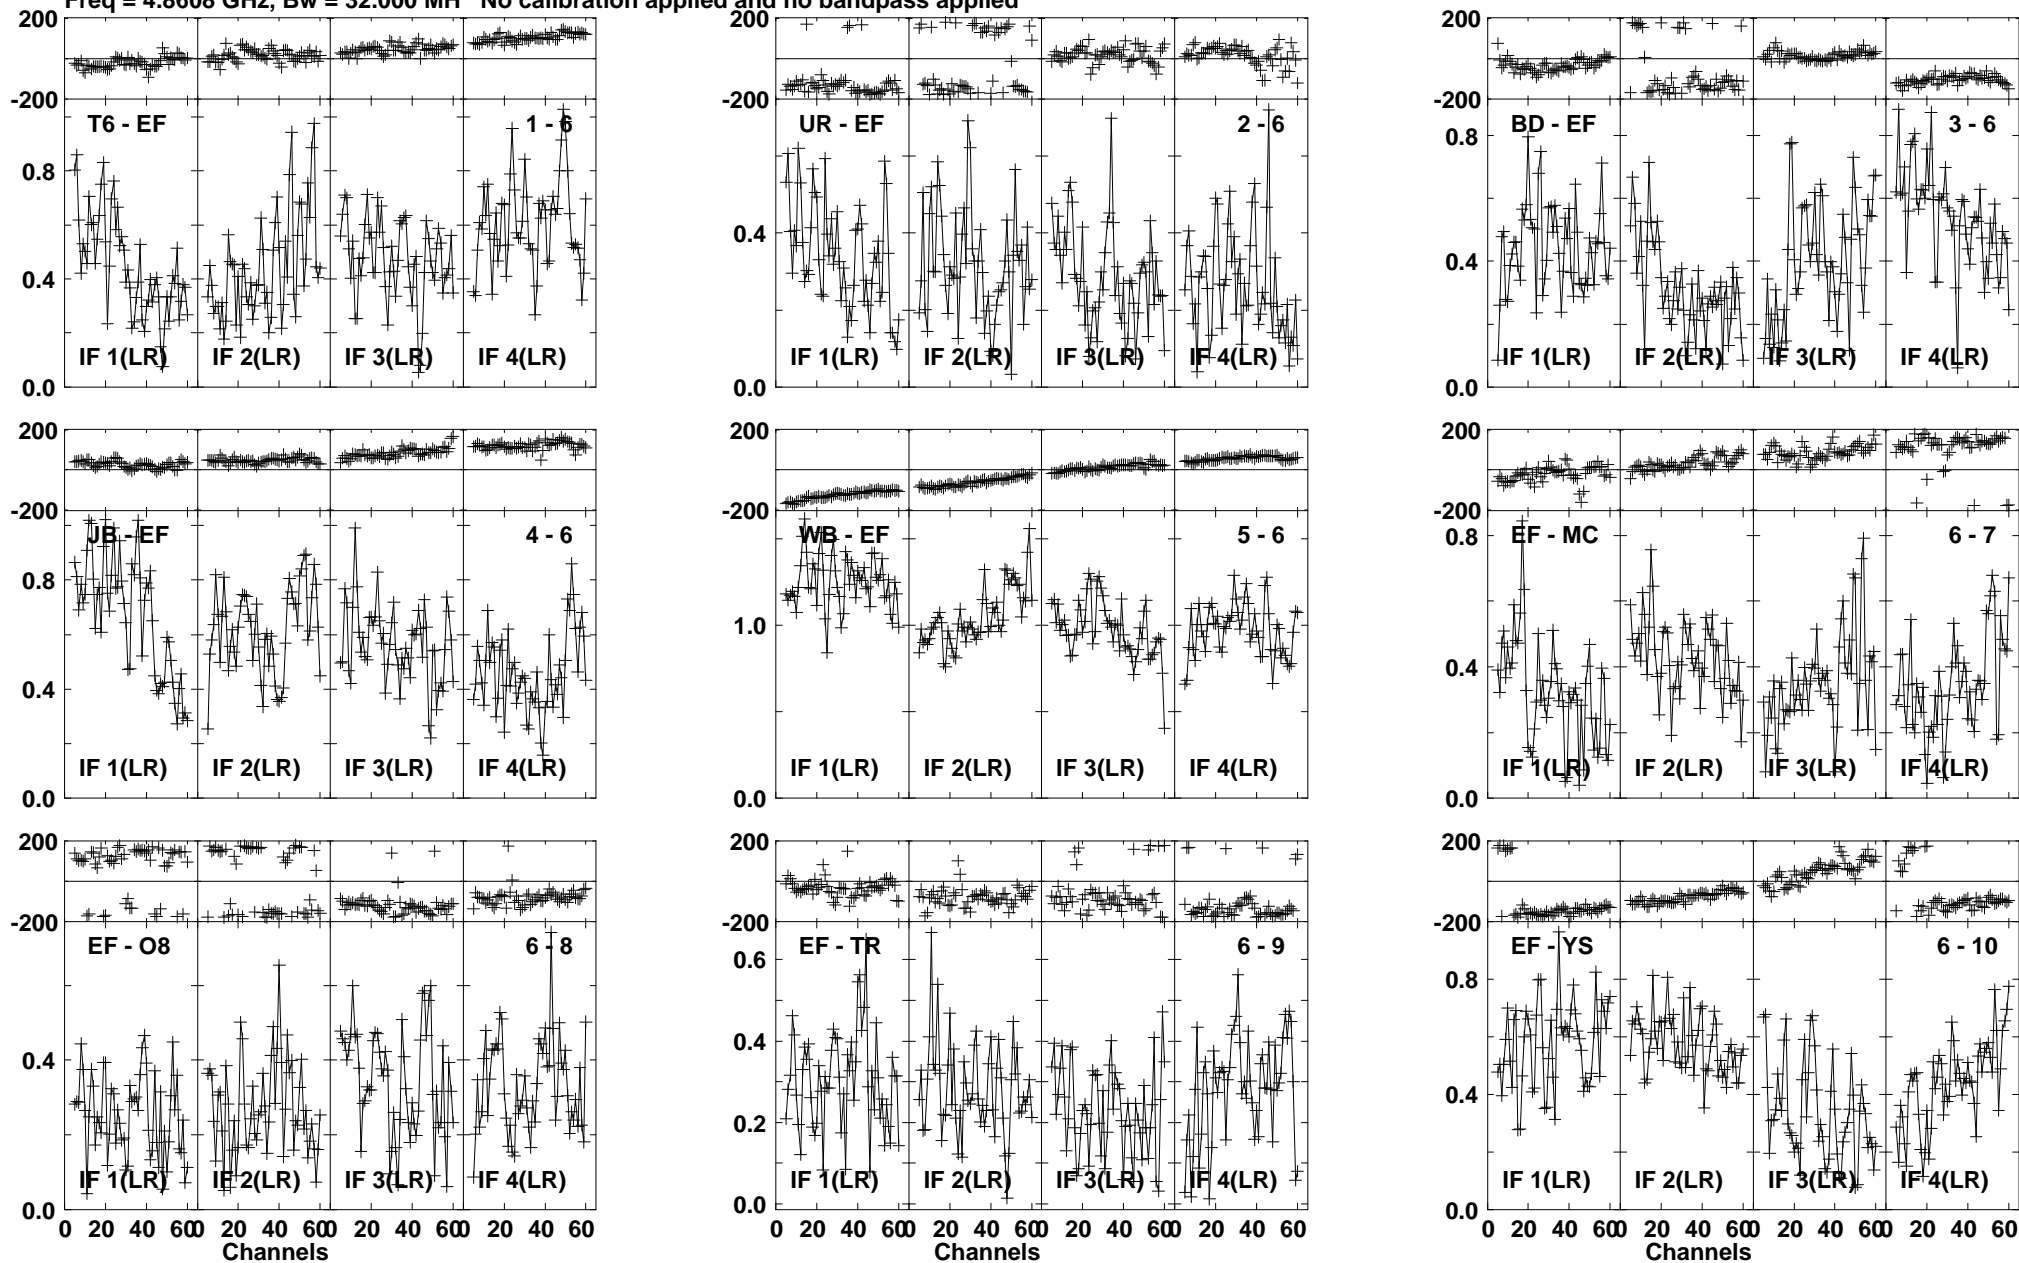 Freq = 4.8608 GHz, Bw = 32.000 MH No calibration applied and no bandpass applied
200 200 200
-200 -200 -200
T6 - EF 1 - 6 UR - EF 2 - 6 BD - EF 3 - 6
0.8 0.8
0.4 0.4 0.4
IF 1(LR) IF 2(LR) IF 3(LR) IF 4(LR) IF 1(LR) IF 2(LR) IF 3(LR) IF 4(LR) IF 1(LR) IF 2(LR) IF 3(LR) IF 4(LR)
0.0 0.0 0.0
200 200 200
-200 -200 -200
JB - EF 4 - 6 WB - EF 5 - 6 EF - MC 6 - 7
0.8 1.0 0.8
0.4 0.4
IF 1(LR) IF 2(LR) IF 3(LR) IF 4(LR) IF 1(LR) IF 2(LR) IF 3(LR) IF 4(LR) IF 1(LR) IF 2(LR) IF 3(LR) IF 4(LR)
0.0 0.0 0.0
200 200 200
-200 -200 -200
EF - O8 6 - 8 EF - TR 6 - 9 EF - YS 6 - 10
0.6 0.8
0.4 0.4 0.4
0.2
IF 1(LR) IF 2(LR) IF 3(LR) IF 4(LR) IF 1(LR) IF 2(LR) IF 3(LR) IF 4(LR) IF 1(LR) IF 2(LR) IF 3(LR) IF 4(LR)
0.0 0.0 0.0
0 20 40 60 0 20 40 60 0 20 40 60 0 20 40 60 0 20 40 60 0 20 40 60 0 20 40 60 0 20 40 60 0 20 40 60 0 20 40 60 0 20 40 60 0 20 40 60
Channels Channels Channels